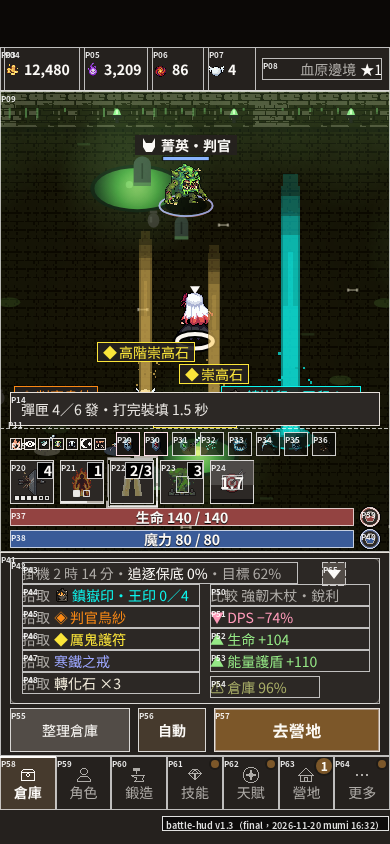 P04 12,480
P05 3,209
P06 86
P07 4
P08 血原邊境 ★1
P09
菁英・判官
◆高階崇高石
◆崇高石
P14
彈匣 4／6 發・打完裝填 1.5 秒
P11
P29 P30 P31 P32 P33 P34 P35 P36
P20 4
P21 1
P22 2/3
P23 3
P24 1.7
P37 生命 140 / 140
P38 魔力 80 / 80
P41
掛機 2 時 14 分・追逐保底 0%・目標 62%
拾取 鎮嶽印・王印 0／4
拾取 ◈判官烏紗
P46 拾取 ◆厲鬼護符
P47 拾取 寒鐵之戒
P48 拾取 轉化石 ×3
比較 強韌木杖・銳利
P51 ▼DPS −74%
P52 ▲生命 +104
▲能量護盾 +110
P54 倉庫 96%
P55 整理倉庫
P56 自動
P57 去營地
P58 倉庫
P59 角色
P60 鍛造
P61 技能
P62 天賦
P63 1 營地
P64 更多
battle-hud v1.3 (final，2026-11-20 mumi 16:32)